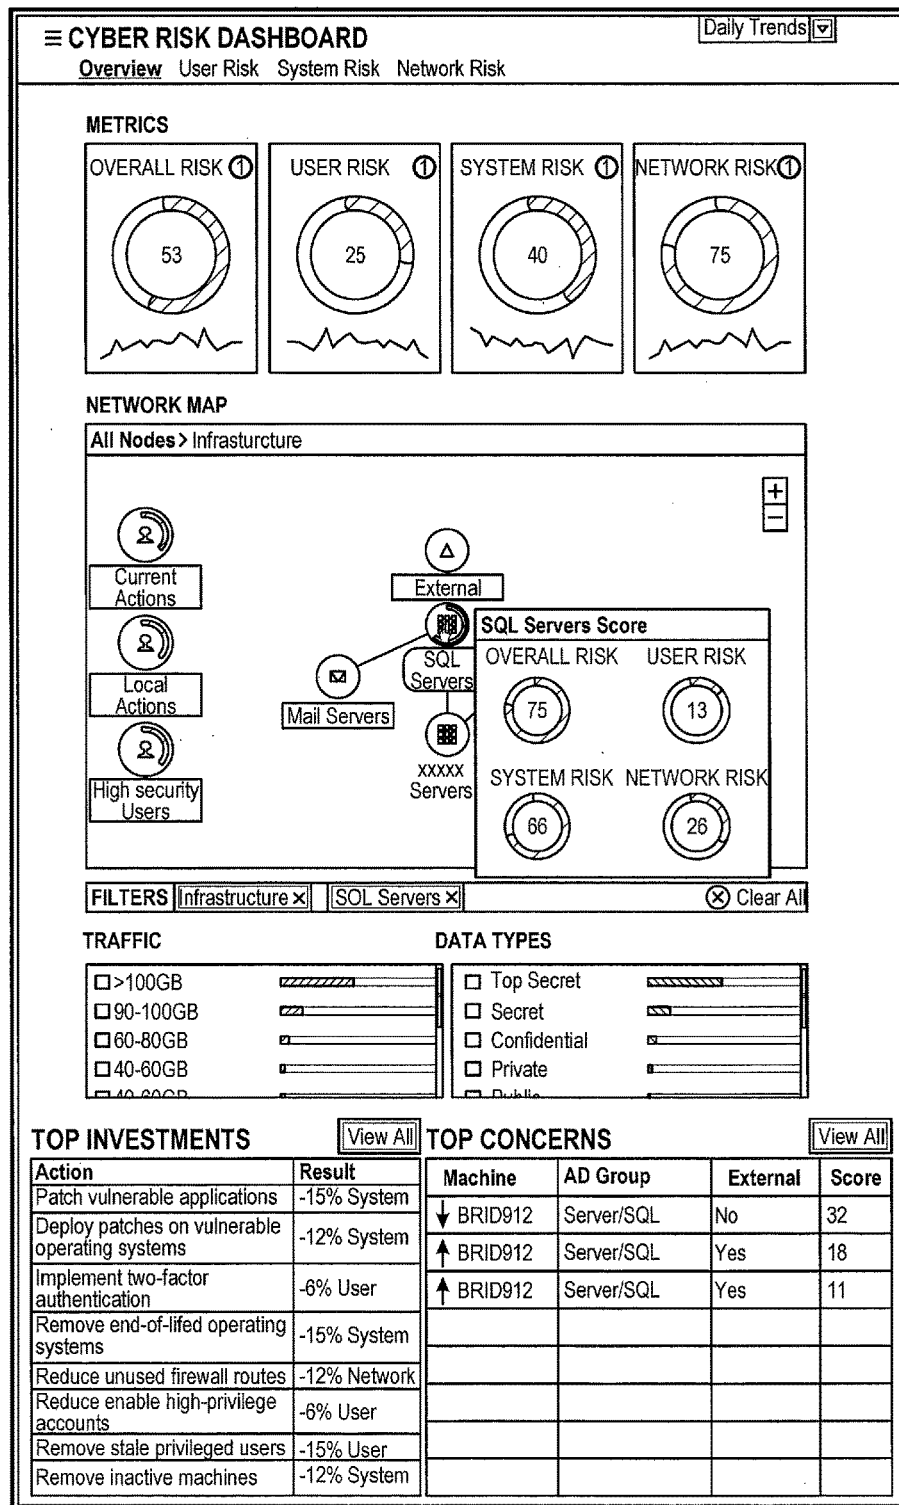 ≡ CYBER RISK DASHBOARD
Daily Trends
Overview User Risk System Risk Network Risk
METRICS
OVERALL RISK 1
USER RISK 1
SYSTEM RISK 1
NETWORK RISK 1
53
25
40
75
NETWORK MAP
All Nodes > Infrasturcture
+
−
Current
Actions
Local
Actions
High security
Users
External
SQL
Servers
Mail Servers
xxxxx
Servers
SQL Servers Score
OVERALL RISK USER RISK
75
13
SYSTEM RISK NETWORK RISK
66
26
FILTERS Infrastructure × SOL Servers × Clear All
TRAFFIC
>100GB
90-100GB
60-80GB
40-60GB
40-60GB
DATA TYPES
Top Secret
Secret
Confidential
Private
Public
TOP INVESTMENTS View All
Action Result
Patch vulnerable applications -15% System
Deploy patches on vulnerable
operating systems -12% System
Implement two-factor
authentication -6% User
Remove end-of-lifed operating
systems -15% System
Reduce unused firewall routes -12% Network
Reduce enable high-privilege
accounts -6% User
Remove stale privileged users -15% User
Remove inactive machines -12% System
TOP CONCERNS View All
Machine AD Group External Score
↓ BRID912 Server/SQL No 32
↑ BRID912 Server/SQL Yes 18
↑ BRID912 Server/SQL Yes 11